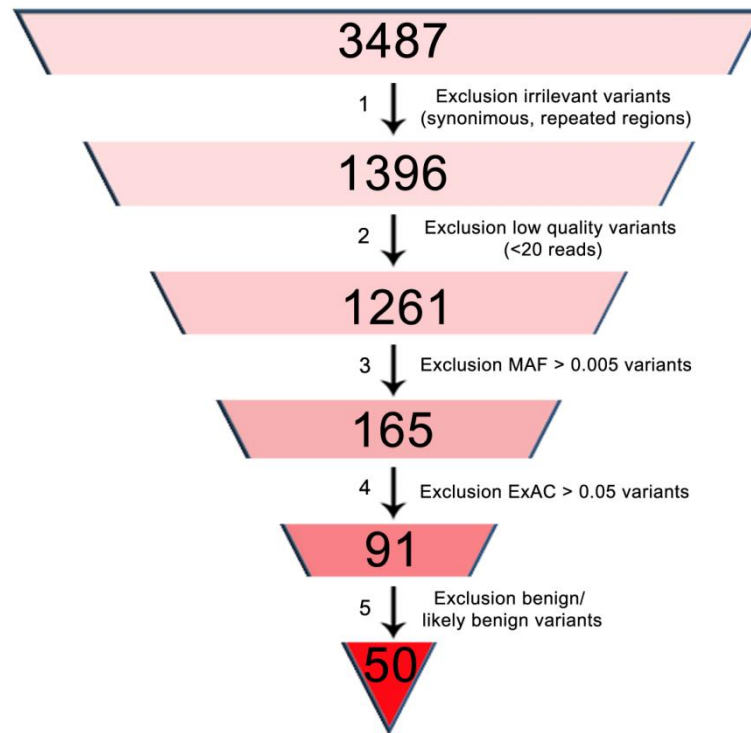 3487
1 Exclusion irrilevant variants
(synonimous, repeated regions)
1396
2 Exclusion low quality variants
(<20 reads)
1261
3 Exclusion MAF > 0.005 variants
165
4 Exclusion ExAC > 0.05 variants
91
5 Exclusion benign/
likely benign variants
50